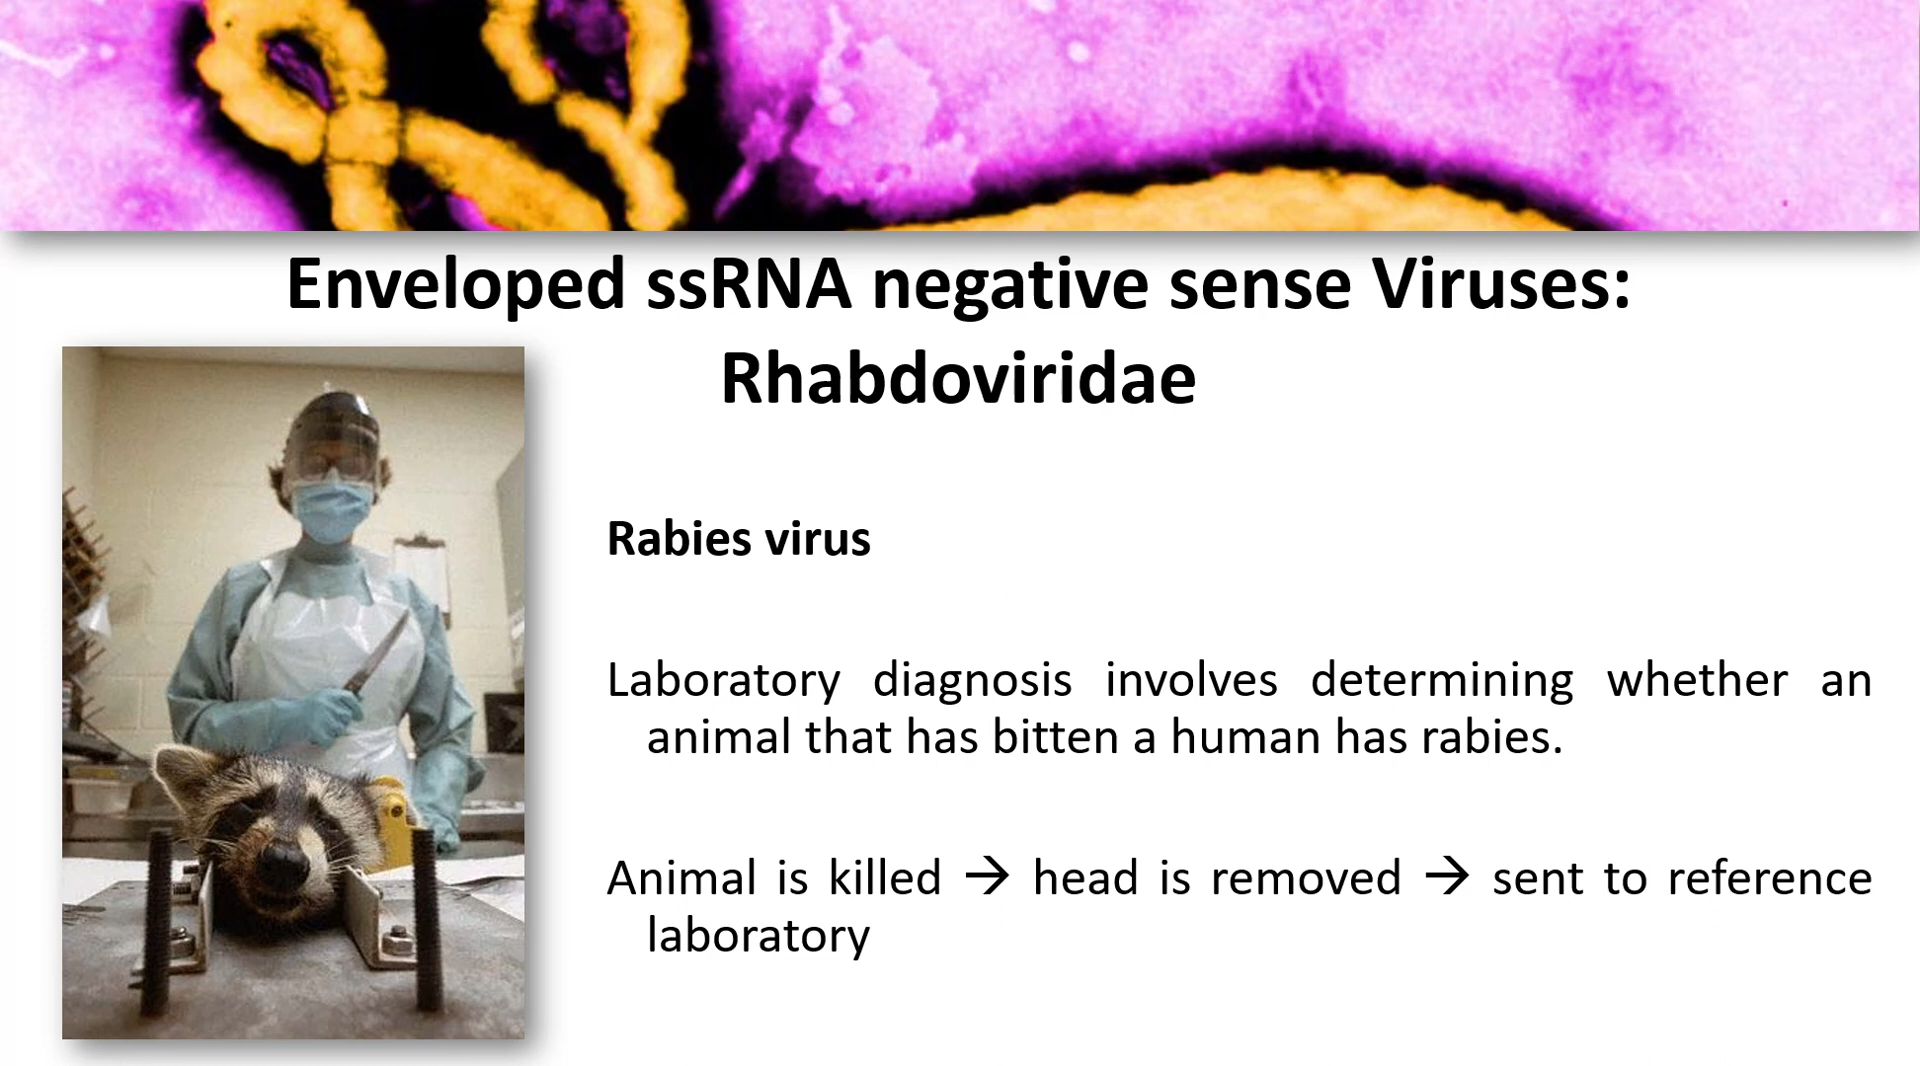 Enveloped ssRNA negative sense Viruses:
Rhabdoviridae
Rabies virus
Laboratory diagnosis involves determining whether an
animal that has bitten a human has rabies.
Animal is killed → head is removed → sent to reference
laboratory